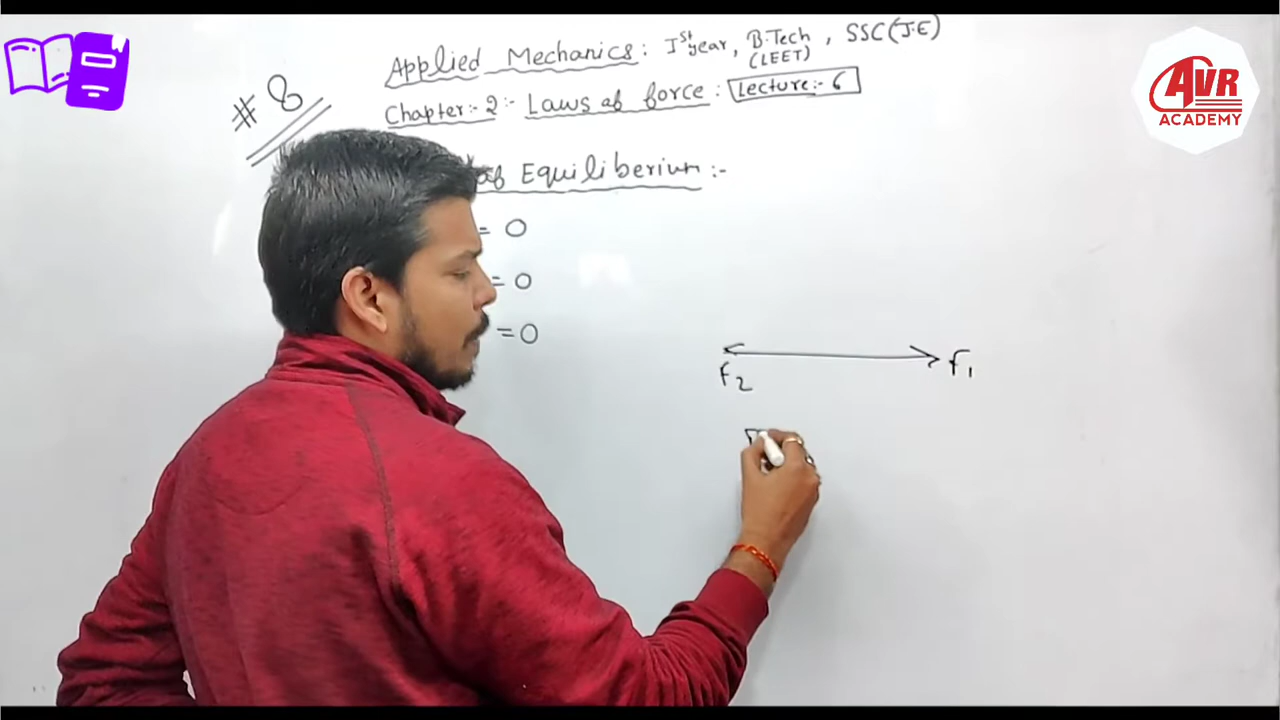 Applied Mechanics: Ist year, B.Tech, SSC(J.E)
(LEET)
# 8
Chapter:- 2:- Laws of force: Lecture:- 6
of Equiliberium:-
= 0
= 0
= 0
F2
F1
AVR
ACADEMY